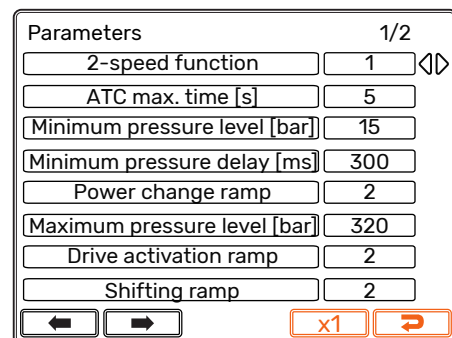 Parameters 1/2
2-speed function 1
ATC max. time [s] 5
Minimum pressure level [bar] 15
Minimum pressure delay [ms] 300
Power change ramp 2
Maximum pressure level [bar] 320
Drive activation ramp 2
Shifting ramp 2
x1